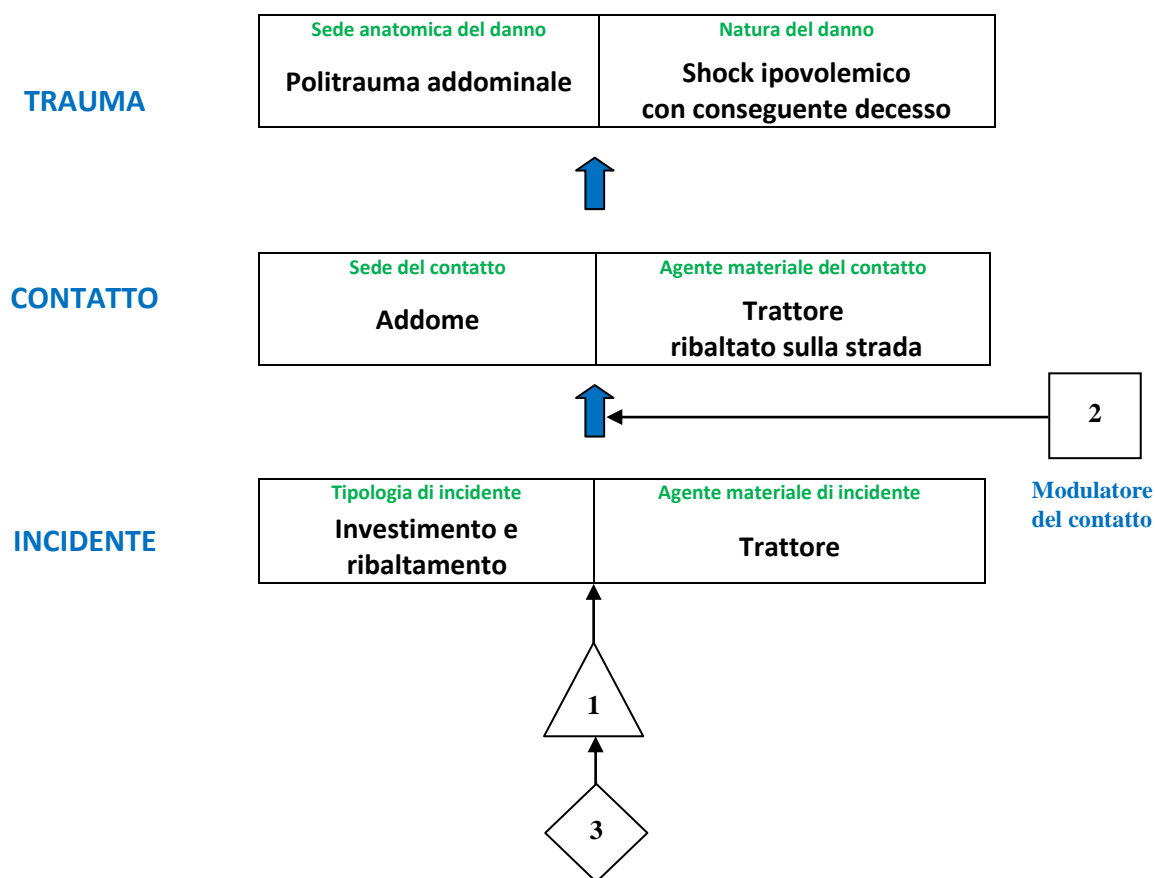 Sede anatomica del danno
Natura del danno
Politrauma addominale
Shock ipovolemico
con conseguente decesso
TRAUMA
Sede del contatto
Agente materiale del contatto
CONTATTO
Addome
Trattore
ribaltato sulla strada
2
Modulatore
del contatto
Tipologia di incidente
Agente materiale di incidente
INCIDENTE
Investimento e
ribaltamento
Trattore
1
3